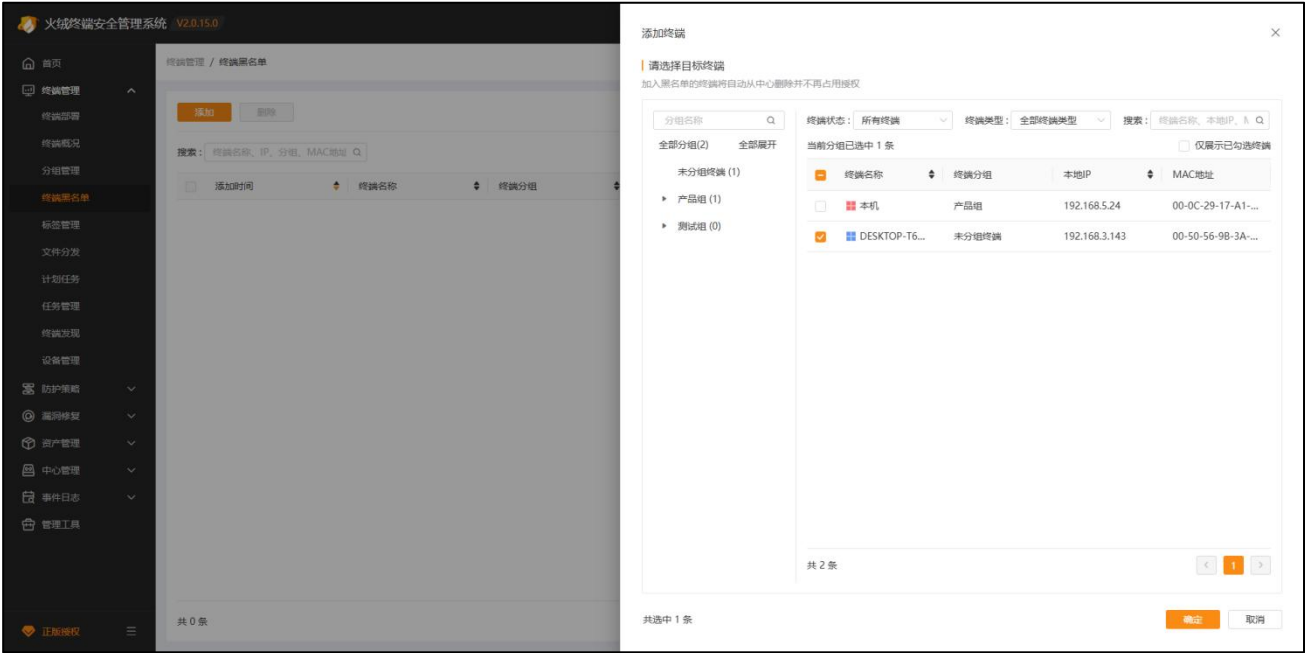 火绒终端安全管理系统 V2.0.15.0
首页
终端管理
终端部署
终端概况
分组管理
终端黑名单
标签管理
文件分发
计划任务
任务管理
终端发现
设备管理
防护策略
漏洞修复
资产管理
中心管理
事件日志
管理工具
正版授权
终端管理 / 终端黑名单
添加 删除
搜索： 终端名称、IP、分组、MAC地址
添加时间 终端名称 终端分组
共 0 条
添加终端
请选择目标终端
加入黑名单的终端将自动从中心删除并不再占用授权
分组名称
全部分组(2) 全部展开
未分组终端 (1)
产品组 (1)
测试组 (0)
终端状态： 所有终端 终端类型： 全部终端类型 搜索： 终端名称、本地IP、
当前分组已选中 1 条 仅展示已勾选终端
终端名称 终端分组 本地IP MAC地址
本机 产品组 192.168.5.24 00-0C-29-17-A1-...
DESKTOP-T6... 未分组终端 192.168.3.143 00-50-56-9B-3A-...
共 2 条 1
共选中 1 条 确定 取消